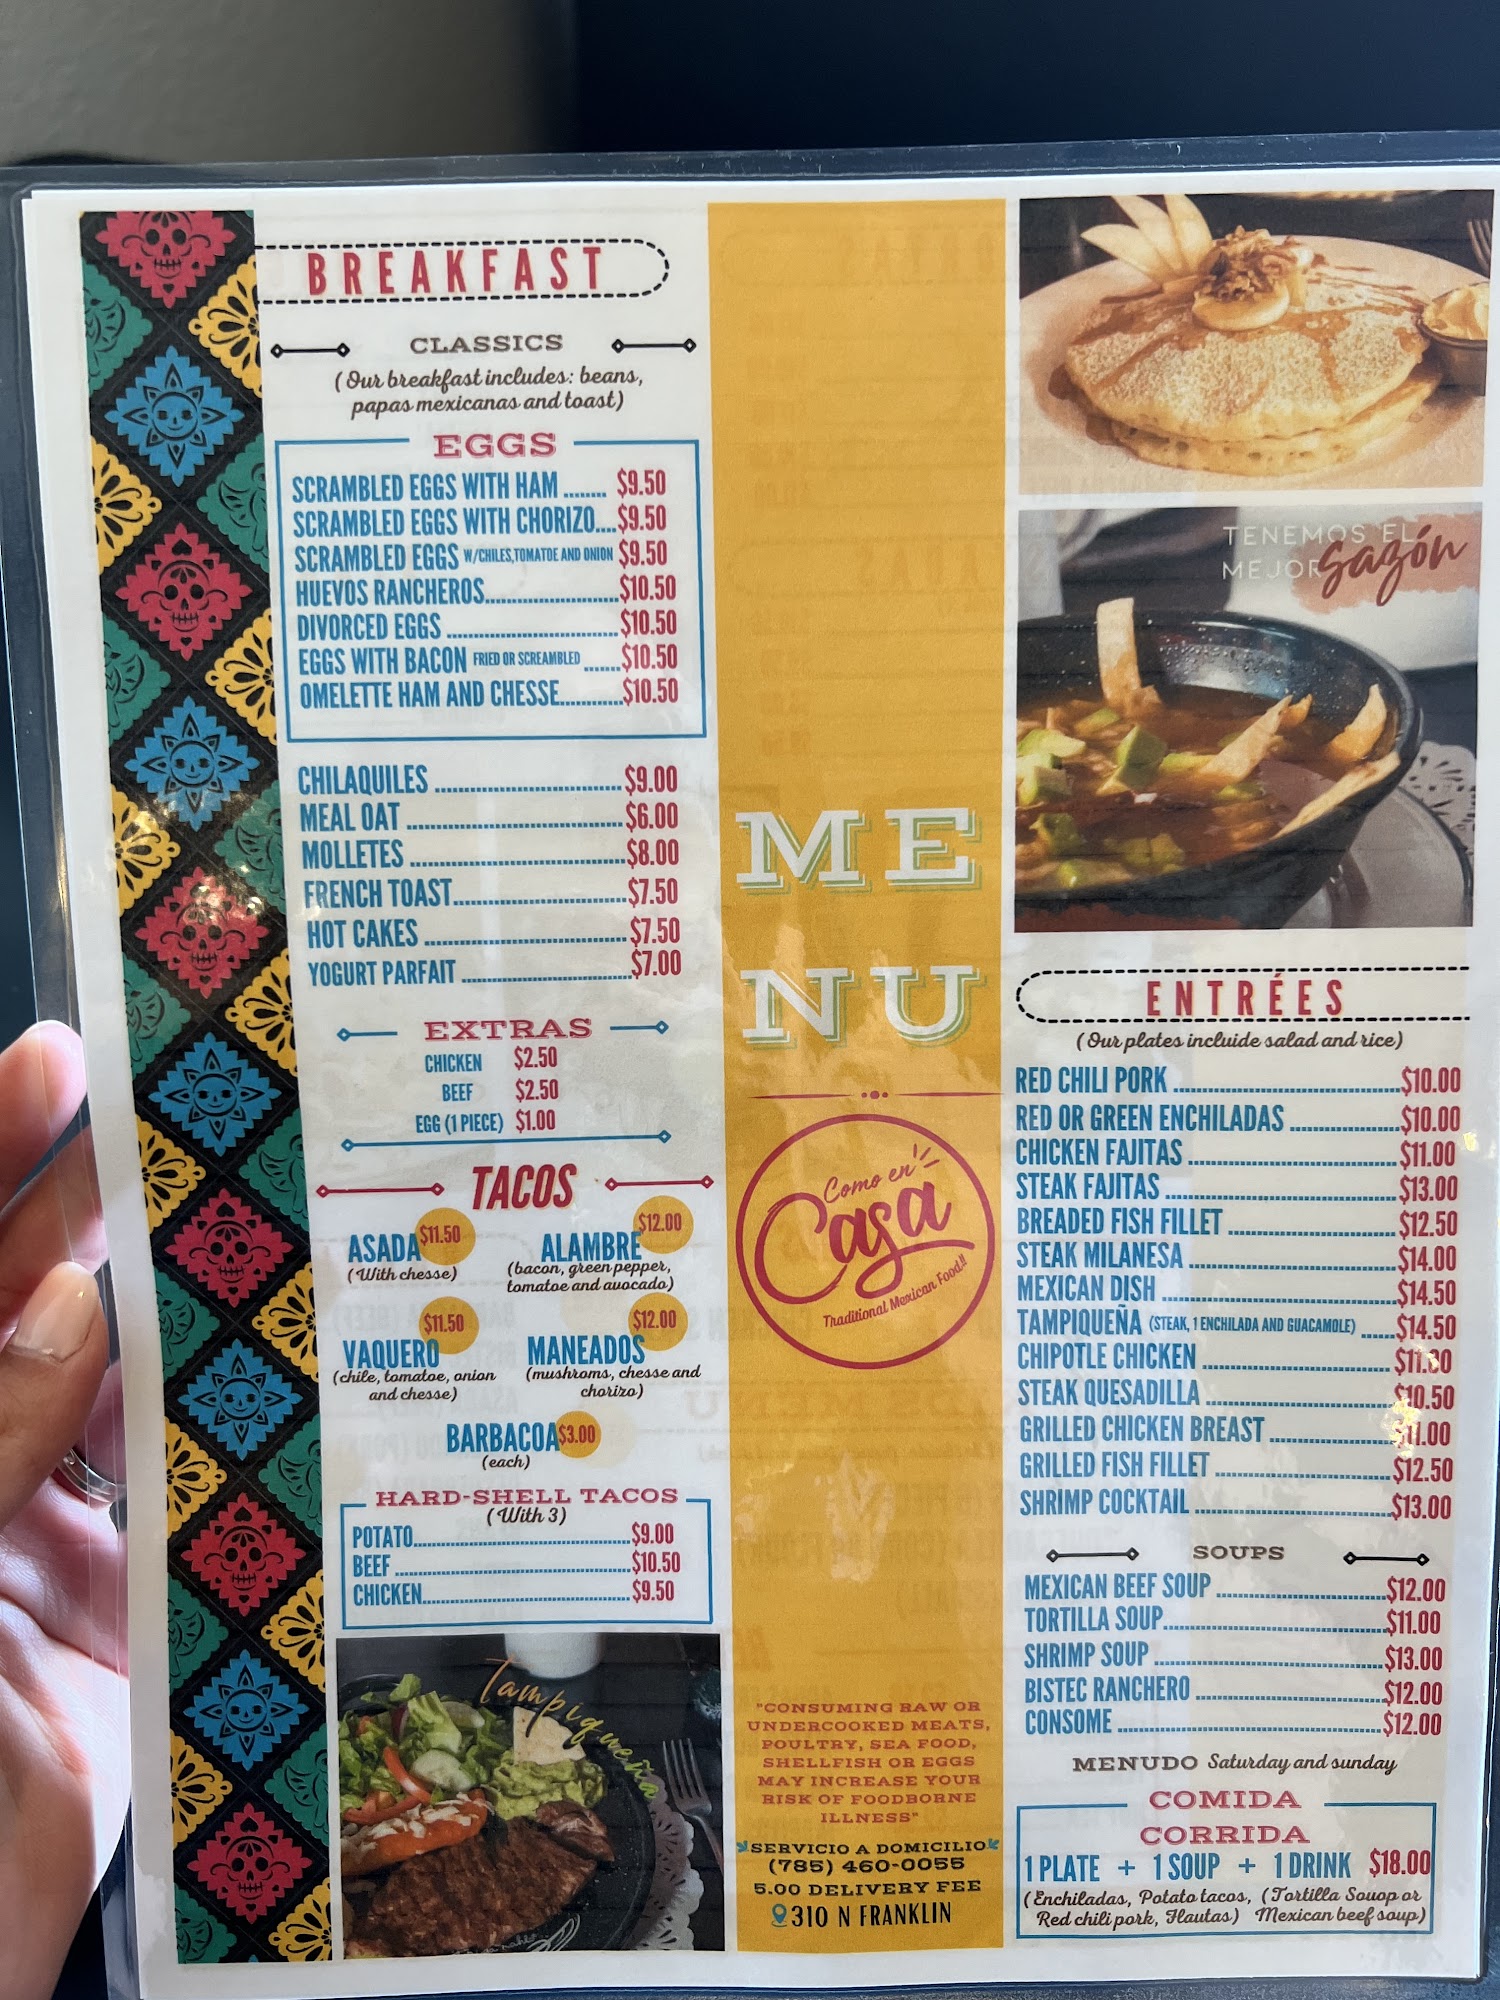 BREAKFAST
CLASSICS
(Our breakfast includes: beans,
papas mexicanas and toast)
EGGS
SCRAMBLED EGGS WITH HAM ........ $9.50
SCRAMBLED EGGS WITH CHORIZO.... $9.50
SCRAMBLED EGGS W/CHILES,TOMATOE AND ONION $9.50
HUEVOS RANCHEROS........ $10.50
DIVORCED EGGS ........ $10.50
EGGS WITH BACON FRIED OR SCREAMBLED ....... $10.50
OMELETTE HAM AND CHESSE........ $10.50
CHILAQUILES ........ $9.00
MEAL OAT ........ $6.00
MOLLETES ........ $8.00
FRENCH TOAST........ $7.50
HOT CAKES ........ $7.50
YOGURT PARFAIT ........ $7.00
EXTRAS
CHICKEN $2.50
BEEF $2.50
EGG (1 PIECE) $1.00
TACOS
ASADA $11.50
(With chesse)
ALAMBRE $12.00
(bacon, green pepper,
tomatoe and avocado)
VAQUERO $11.50
(chile, tomatoe, onion
and chesse)
MANEADOS $12.00
(mushroms, chesse and
chorizo)
BARBACOA $3.00
(each)
HARD-SHELL TACOS
(With 3)
POTATO........ $9.00
BEEF ........ $10.50
CHICKEN........ $9.50
Tampiqueña
ME
NU
Como en
Casa
Traditional Mexican Food!!
"CONSUMING RAW OR
UNDERCOOKED MEATS,
POULTRY, SEA FOOD,
SHELLFISH OR EGGS
MAY INCREASE YOUR
RISK OF FOODBORNE
ILLNESS"
SERVICIO A DOMICILIO
(785) 460-0055
5.00 DELIVERY FEE
310 N FRANKLIN
TENEMOS EL
MEJOR sazón
ENTRÉES
(Our plates incluide salad and rice)
RED CHILI PORK ........ $10.00
RED OR GREEN ENCHILADAS ........ $10.00
CHICKEN FAJITAS ........ $11.00
STEAK FAJITAS ........ $13.00
BREADED FISH FILLET ........ $12.50
STEAK MILANESA ........ $14.00
MEXICAN DISH ........ $14.50
TAMPIQUEÑA (STEAK, 1 ENCHILADA AND GUACAMOLE) ...... $14.50
CHIPOTLE CHICKEN ........ $11.00
STEAK QUESADILLA ........ $10.50
GRILLED CHICKEN BREAST ........ $11.00
GRILLED FISH FILLET ........ $12.50
SHRIMP COCKTAIL ........ $13.00
SOUPS
MEXICAN BEEF SOUP ........ $12.00
TORTILLA SOUP........ $11.00
SHRIMP SOUP ........ $13.00
BISTEC RANCHERO ........ $12.00
CONSOME ........ $12.00
MENUDO Saturday and sunday
COMIDA
CORRIDA
1 PLATE + 1 SOUP + 1 DRINK $18.00
(Enchiladas, Potato tacos, (Tortilla Souop or
Red chili pork, Flautas) Mexican beef soup)